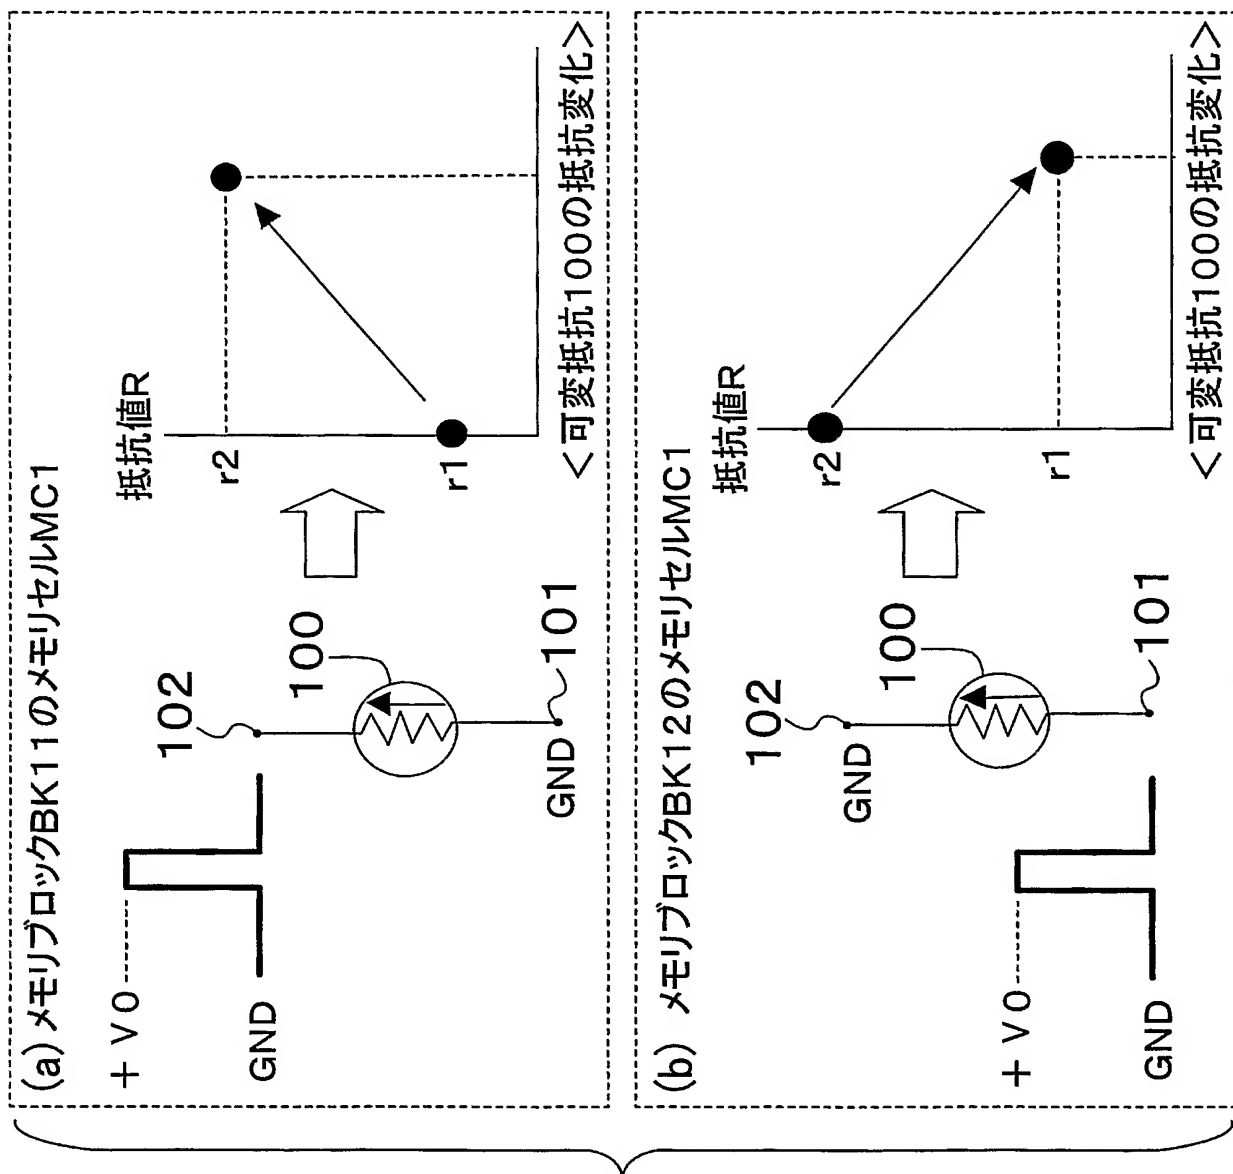 (a) メモリブロックBK11のメモリセルMC1
+V0
GND
102
100
101
GND
抵抗値R
r2
r1
<可変抵抗100の抵抗変化>
(b) メモリブロックBK12のメモリセルMC1
+V0
GND
102
GND
100
101
抵抗値R
r2
r1
<可変抵抗100の抵抗変化>